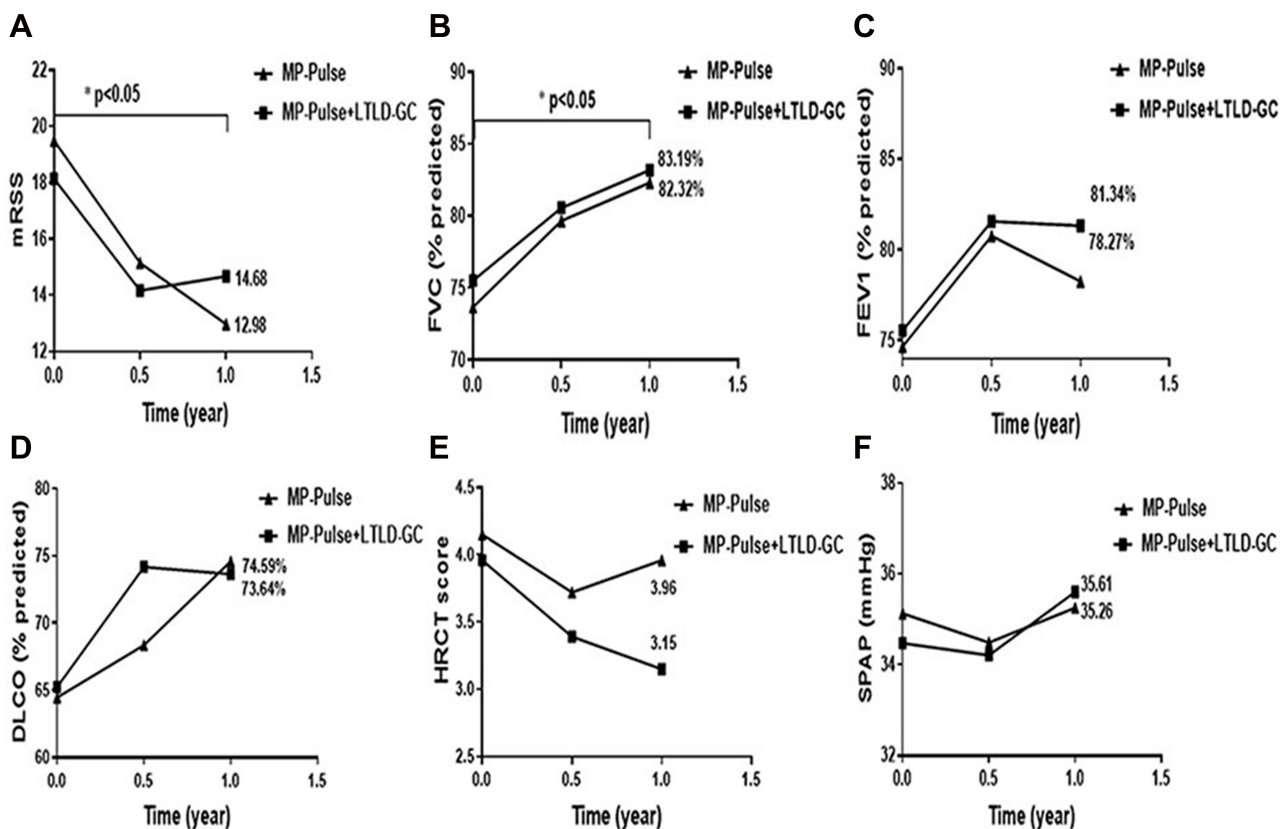 A
mRSS
22
20
18
16
14
12
* p<0.05
MP-Pulse
MP-Pulse+LTLD-GC
14.68
12.98
0.0 0.5 1.0 1.5
Time (year)
B
FVC (% predicted)
90
85
80
75
70
* p<0.05
MP-Pulse
MP-Pulse+LTLD-GC
83.19%
82.32%
0.0 0.5 1.0 1.5
Time (year)
C
FEV1 (% predicted)
90
85
80
75
MP-Pulse
MP-Pulse+LTLD-GC
81.34%
78.27%
0.0 0.5 1.0 1.5
Time (year)
D
DLCO (% predicted)
80
75
70
65
60
MP-Pulse
MP-Pulse+LTLD-GC
74.59%
73.64%
0.0 0.5 1.0 1.5
Time (year)
E
HRCT score
4.5
4.0
3.5
3.0
2.5
MP-Pulse
MP-Pulse+LTLD-GC
3.96
3.15
0.0 0.5 1.0 1.5
Time (year)
F
SPAP (mmHg)
38
36
34
32
MP-Pulse
MP-Pulse+LTLD-GC
35.61
35.26
0.0 0.5 1.0 1.5
Time (year)